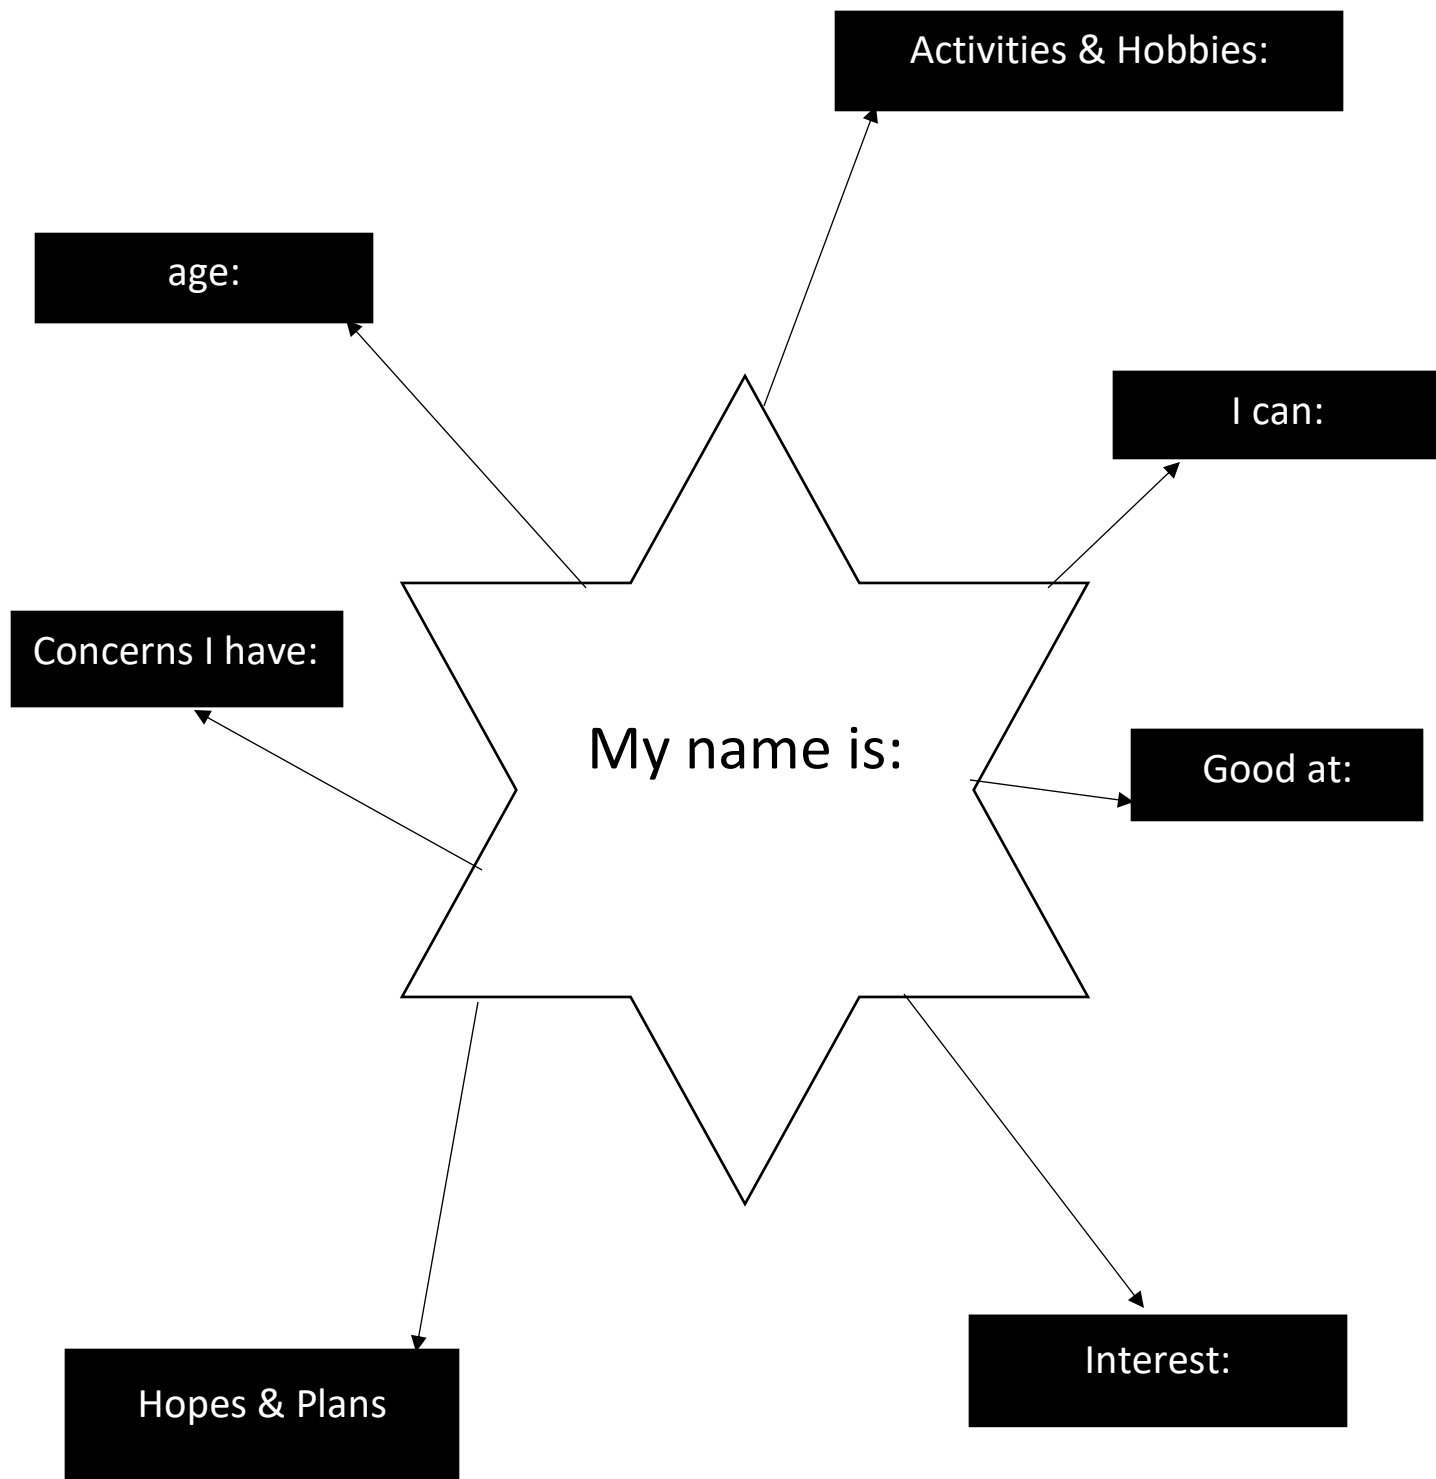 Activities & Hobbies:
age:
I can:
Concerns I have:
My name is:
Good at:
Interest:
Hopes & Plans